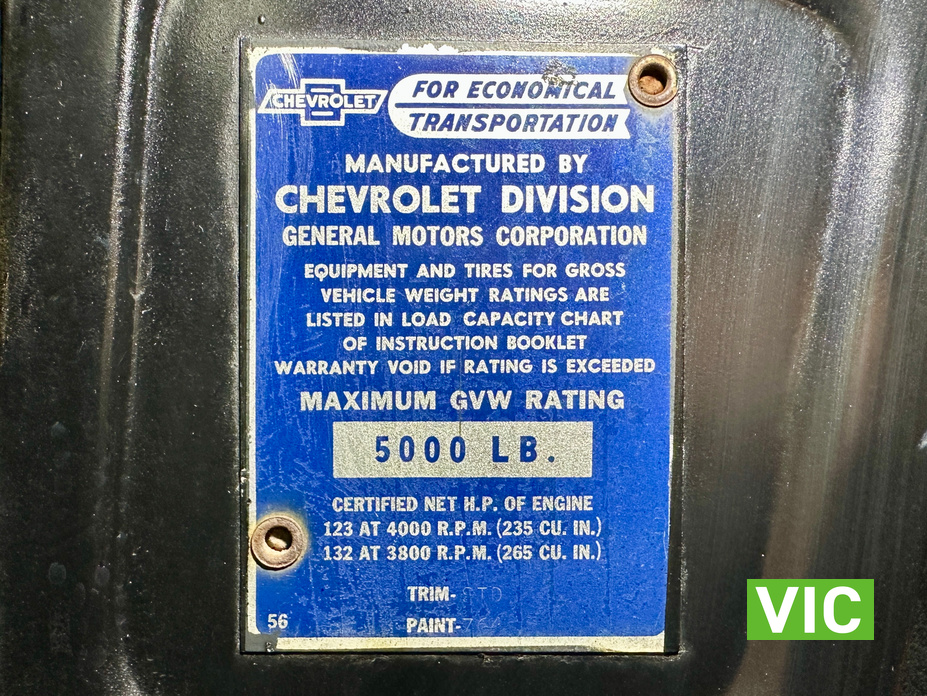 CHEVROLET
FOR ECONOMICAL
TRANSPORTATION
MANUFACTURED BY
CHEVROLET DIVISION
GENERAL MOTORS CORPORATION
EQUIPMENT AND TIRES FOR GROSS
VEHICLE WEIGHT RATINGS ARE
LISTED IN LOAD CAPACITY CHART
OF INSTRUCTION BOOKLET
WARRANTY VOID IF RATING IS EXCEEDED
MAXIMUM GVW RATING
5000 LB.
CERTIFIED NET H.P. OF ENGINE
123 AT 4000 R.P.M. (235 CU. IN.)
132 AT 3800 R.P.M. (265 CU. IN.)
TRIM-STD
56
PAINT-
VIC